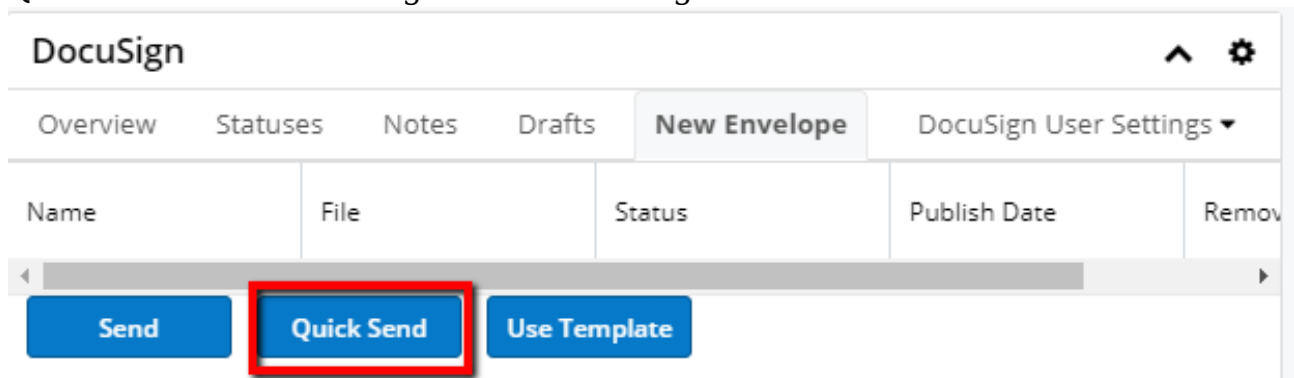 DocuSign
Overview Statuses Notes Drafts New Envelope DocuSign User Settings
Name File Status Publish Date Remov
Send Quick Send Use Template